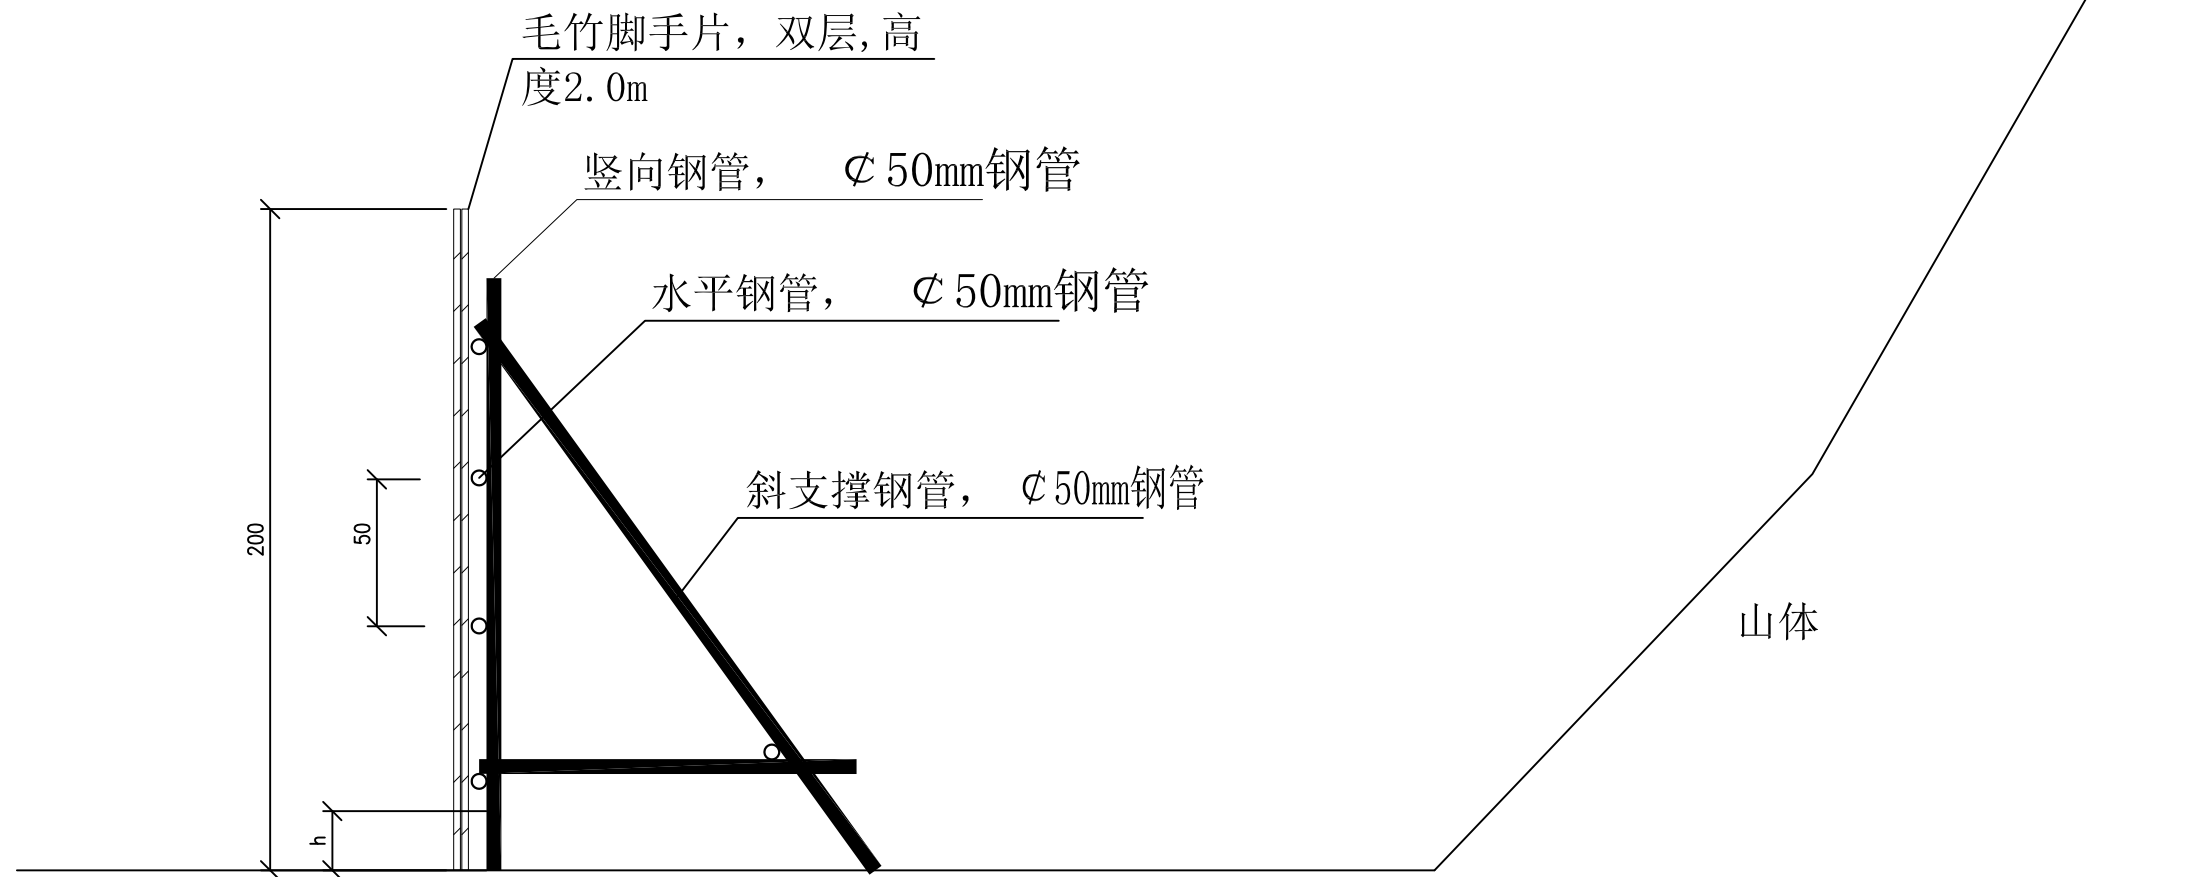 毛竹脚手片，双层,高
度2.0m
竖向钢管， ₵50mm钢管
水平钢管， ₵50mm钢管
斜支撑钢管， ₵50mm钢管
200
50
山体
h